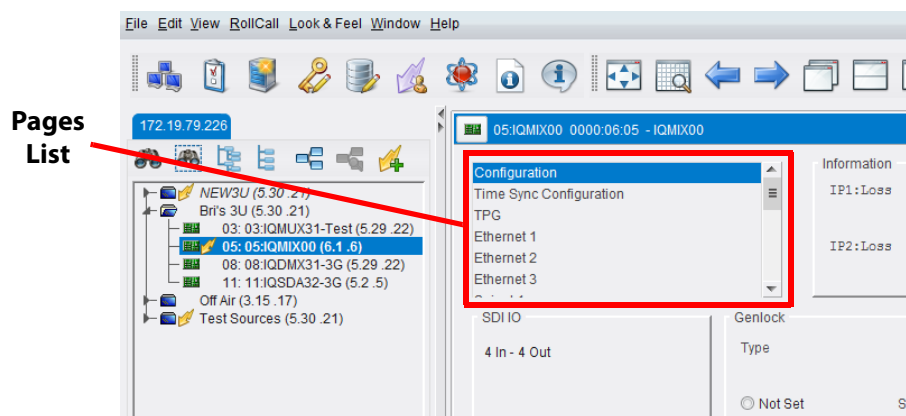 File Edit View RollCall Look & Feel Window Help
Pages
List
172.19.79.226
NEW3U (5.30 .21)
Bri's 3U (5.30 .21)
03: 03:IQMUX31-Test (5.29 .22)
05: 05:IQMIX00 (6.1 .6)
08: 08:IQDMX31-3G (5.29 .22)
11: 11:IQSDA32-3G (5.2 .5)
Off Air (3.15 .17)
Test Sources (5.30 .21)
05:IQMIX00 0000:06:05 - IQMIX00
Configuration
Time Sync Configuration
TPG
Ethernet 1
Ethernet 2
Ethernet 3
Information
IP1:Loss
IP2:Loss
SDI IO
4 In - 4 Out
Genlock
Type
Not Set